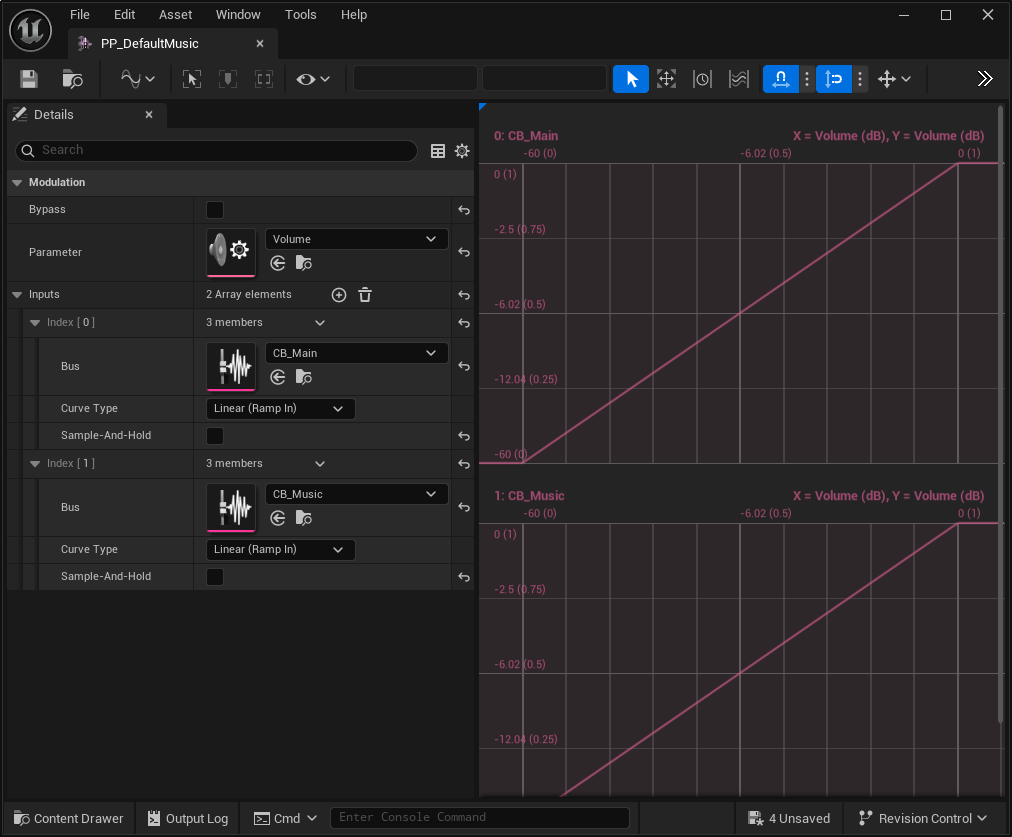 File Edit Asset Window Tools Help
PP_DefaultMusic
Details
Search
Modulation
Bypass
Parameter
Volume
Inputs
2 Array elements
Index [ 0 ]
3 members
Bus
CB_Main
Curve Type
Linear (Ramp In)
Sample-And-Hold
Index [ 1 ]
3 members
Bus
CB_Music
Curve Type
Linear (Ramp In)
Sample-And-Hold
0: CB_Main
X = Volume (dB), Y = Volume (dB)
-60 (0)
-6.02 (0.5)
0 (1)
0 (1)
-2.5 (0.75)
-6.02 (0.5)
-12.04 (0.25)
-60 (0)
1: CB_Music
X = Volume (dB), Y = Volume (dB)
-60 (0)
-6.02 (0.5)
0 (1)
0 (1)
-2.5 (0.75)
-6.02 (0.5)
-12.04 (0.25)
Content Drawer
Output Log
Cmd
Enter Console Command
4 Unsaved
Revision Control